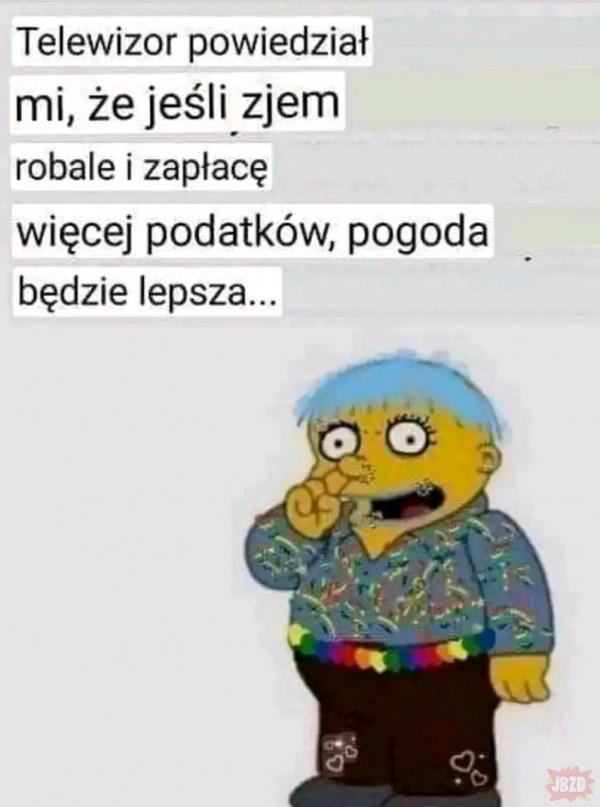 Telewizor powiedział
mi, że jeśli zjem
robale i zapłacę
więcej podatków, pogoda
będzie lepsza...
JBZD